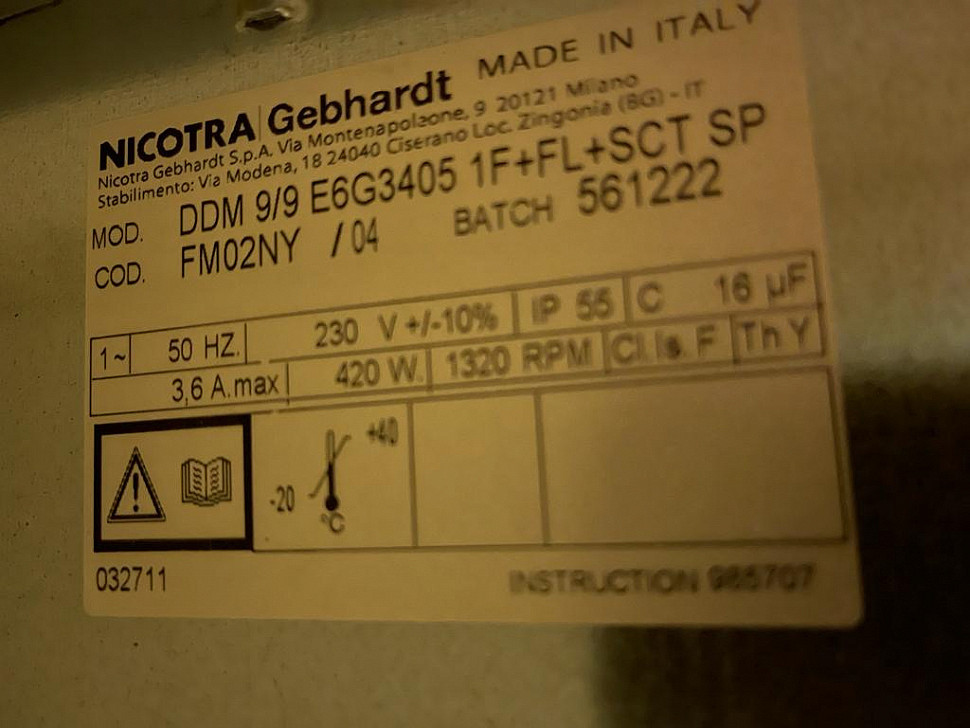 NICOTRA Gebhardt MADE IN ITALY
Nicotra Gebhardt S.p.A. Via Montenapoleone, 9 20121 Milano
Stabilimento: Via Modena, 18 24040 Ciserano Loc. Zingonia (BG) - IT
MOD. DDM 9/9 E6G3405 1F+FL+SCT SP
COD. FM02NY /04 BATCH 561222
1~ 50 HZ. 230 V +/-10% IP 55 C 16 µF
3,6 A.max 420 W. 1320 RPM Cl. Is. F Th Y
-20 +40
°C
032711 INSTRUCTION 985707